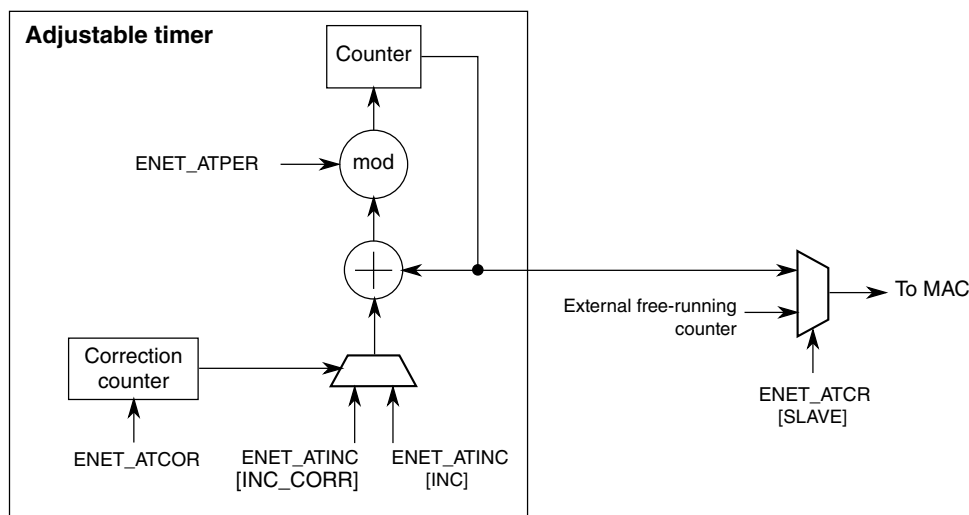 Adjustable timer
Counter
ENET_ATPER
mod
External free-running
counter
To MAC
Correction
counter
ENET_ATCR
[SLAVE]
ENET_ATCOR
ENET_ATINC
[INC_CORR]
ENET_ATINC
[INC]